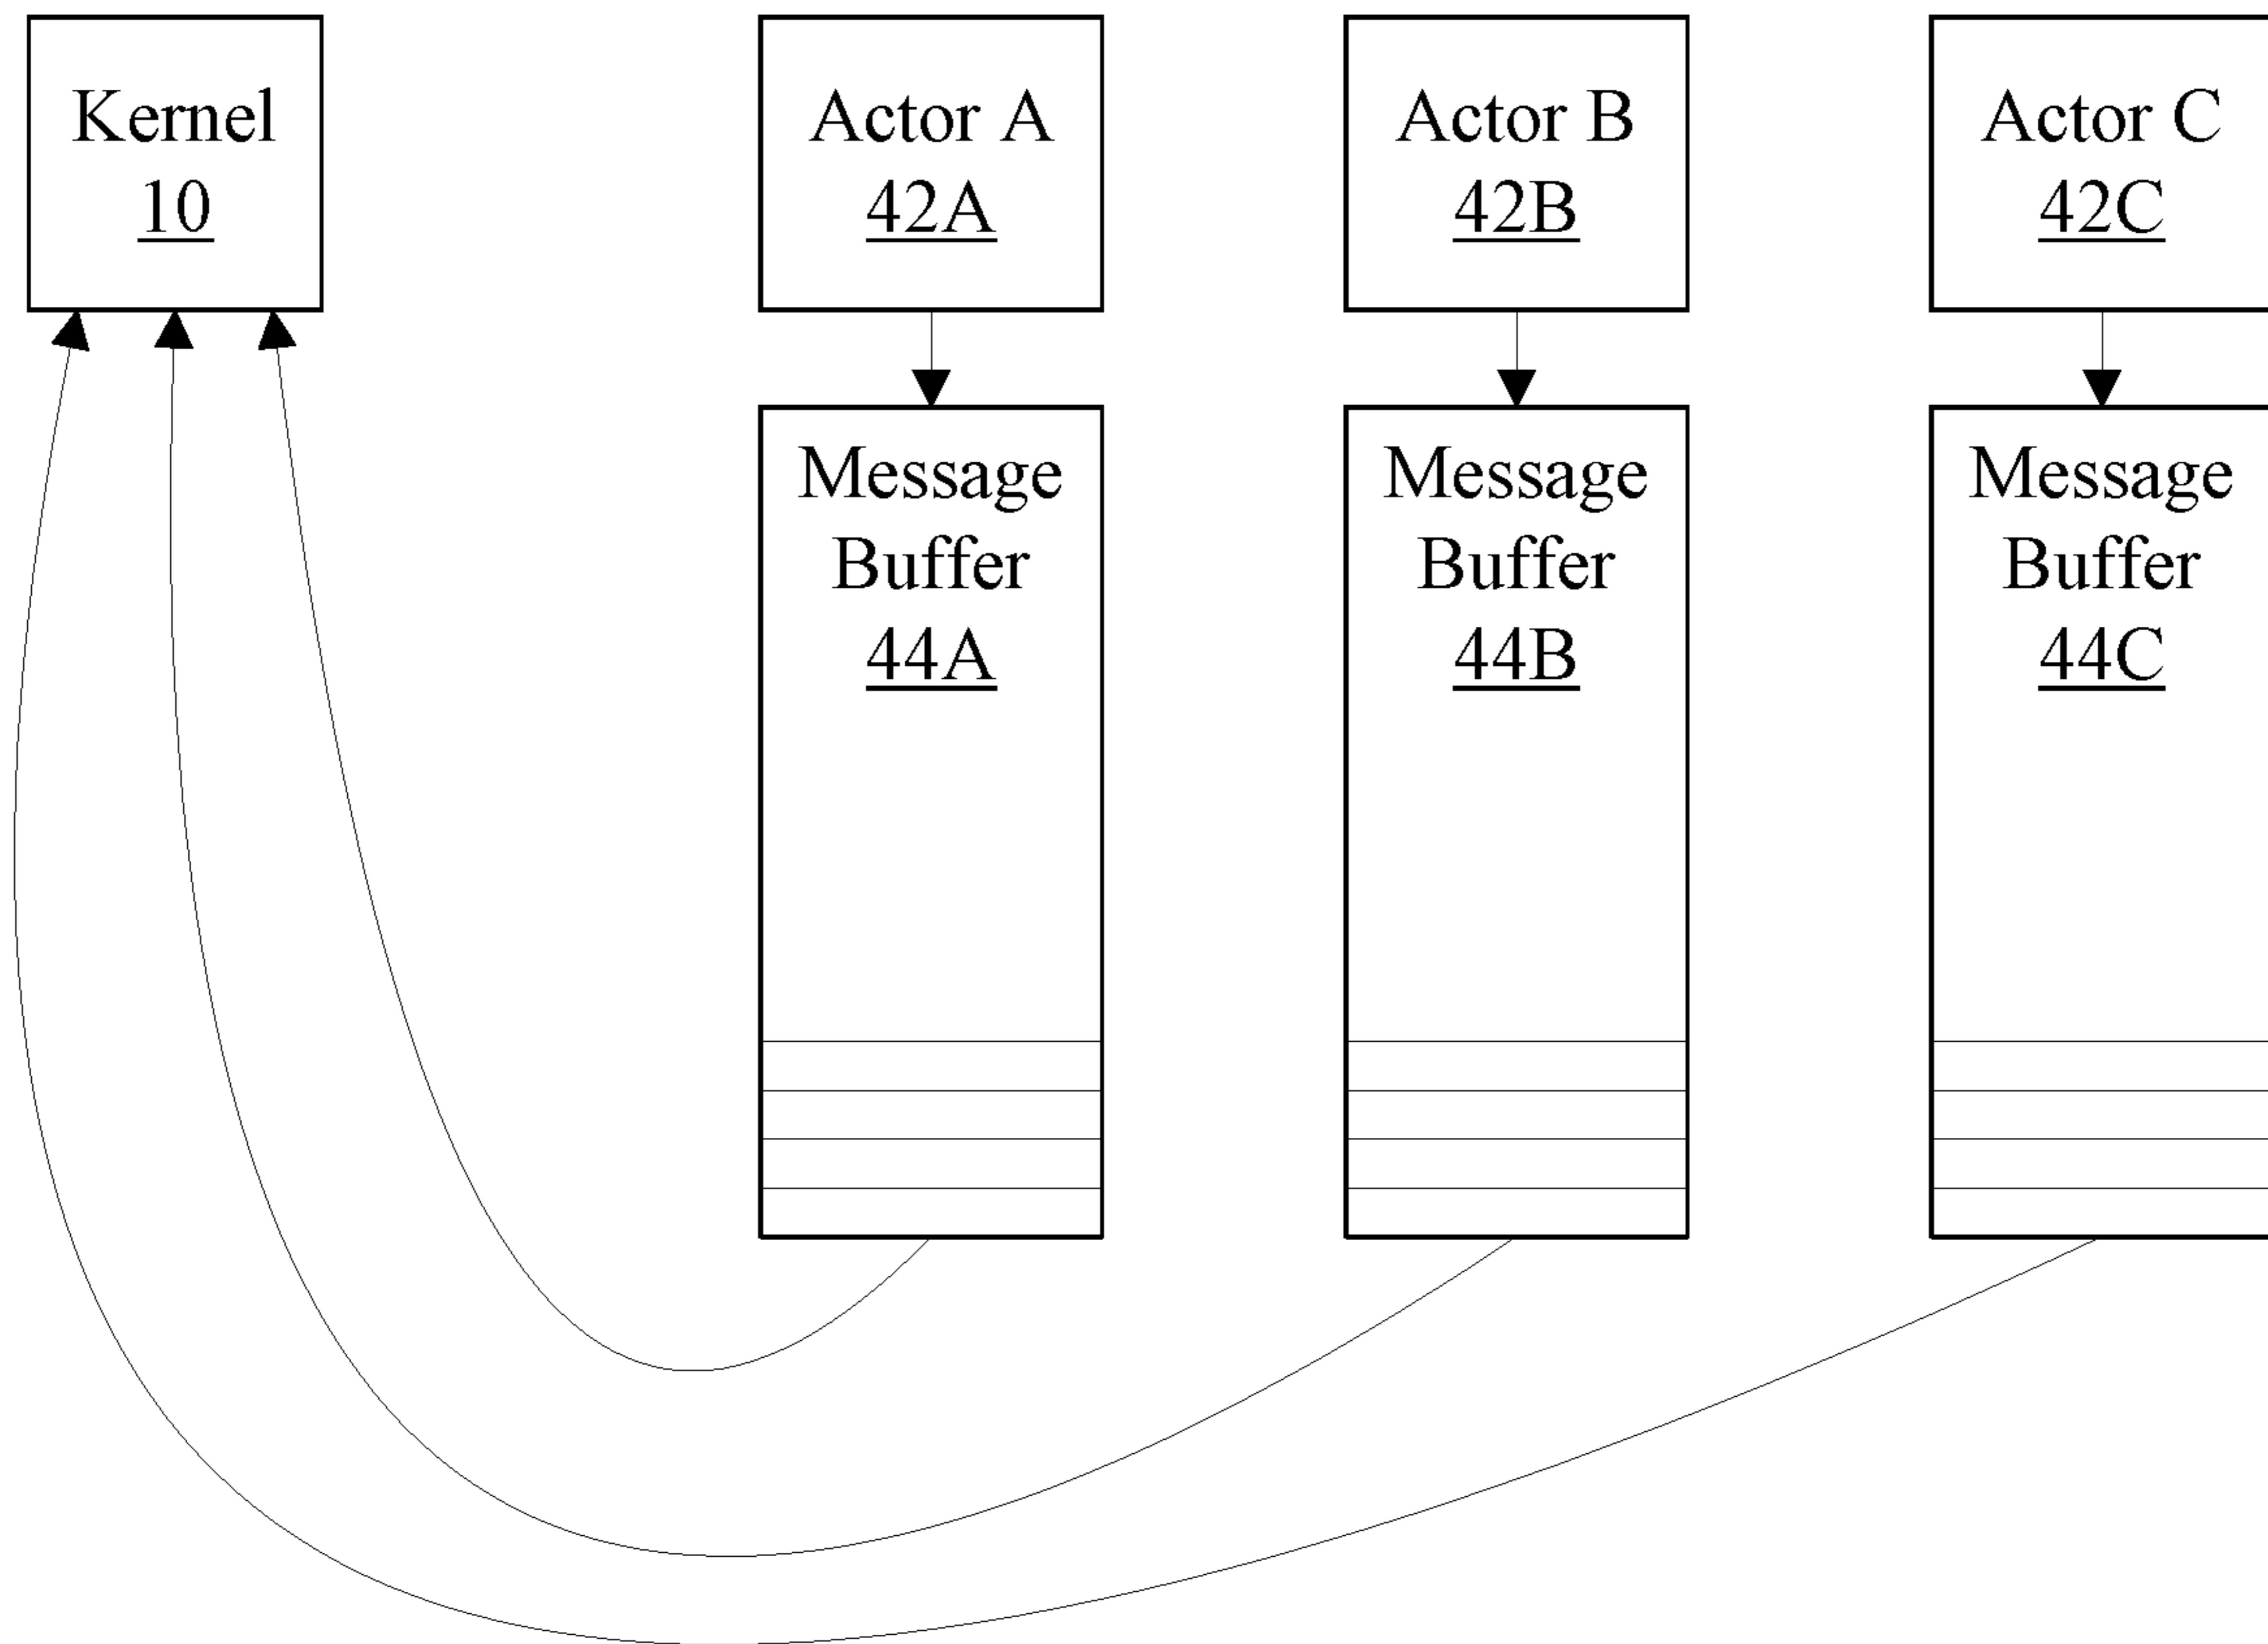 Kernel
10
Actor A
42A
Actor B
42B
Actor C
42C
Message
Buffer
44A
Message
Buffer
44B
Message
Buffer
44C